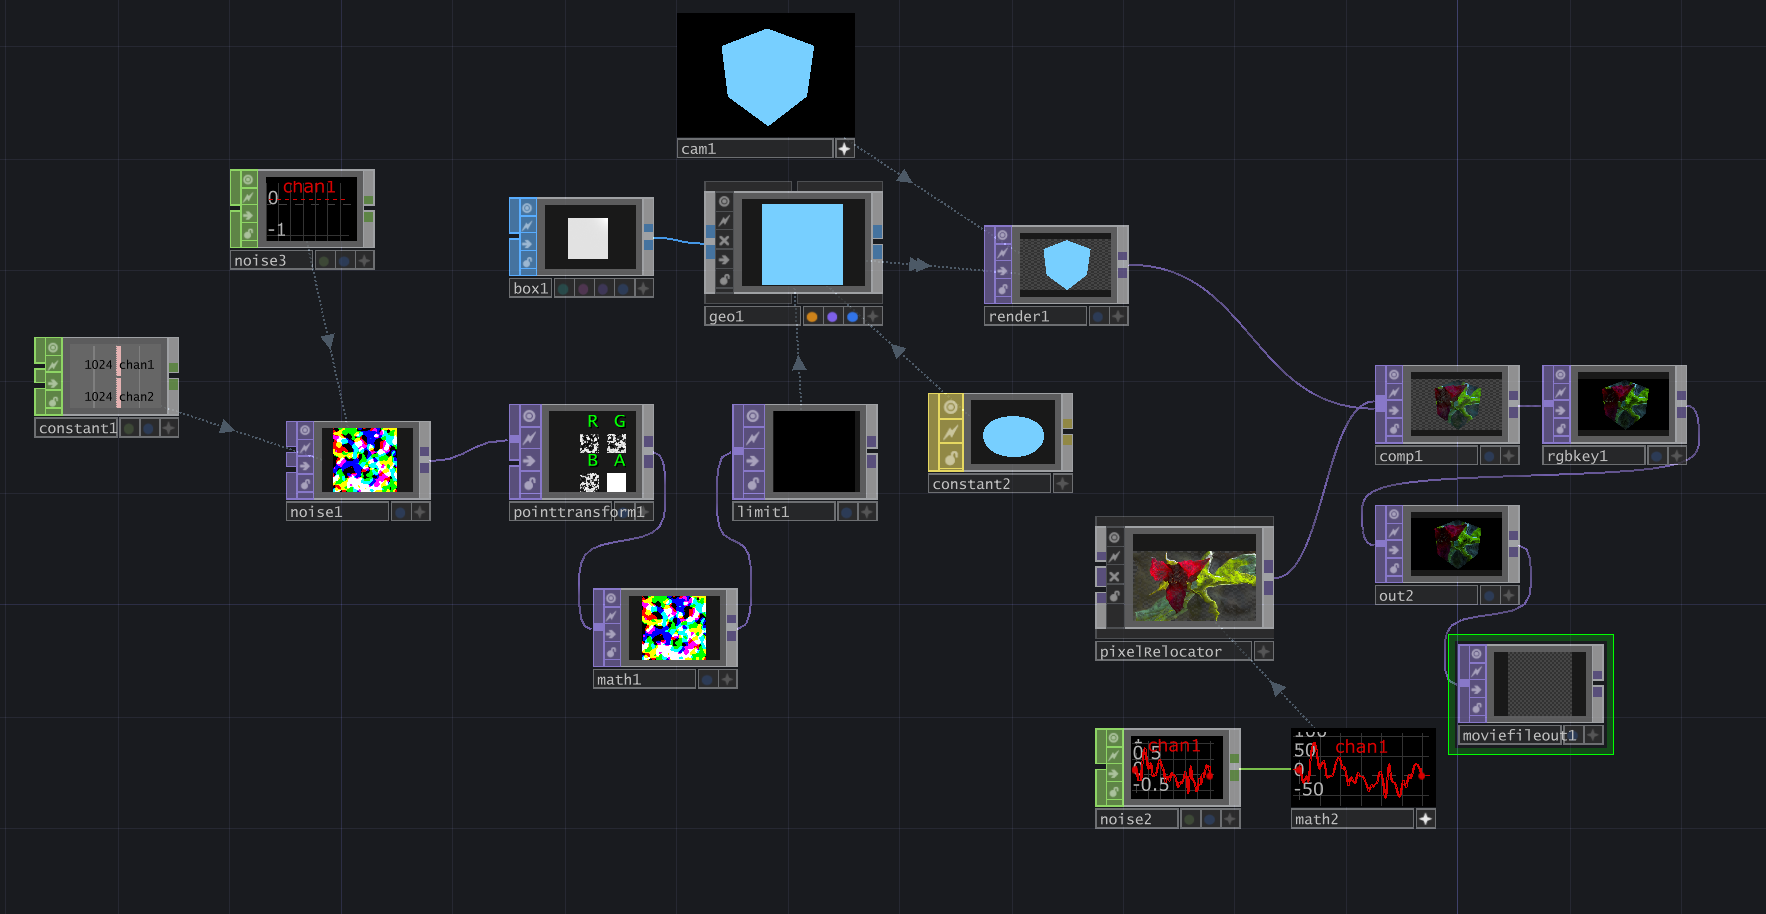 cam1
chan1
0
-1
noise3
box1
geo1
render1
1024 chan1
1024 chan2
constant1
R G
B A
noise1
pointtransform1
limit1
constant2
comp1
rgbkey1
out2
math1
pixelRelocator
moviefileout1
chan1
0.5
-0.5
noise2
100
50
chan1
0
-50
math2